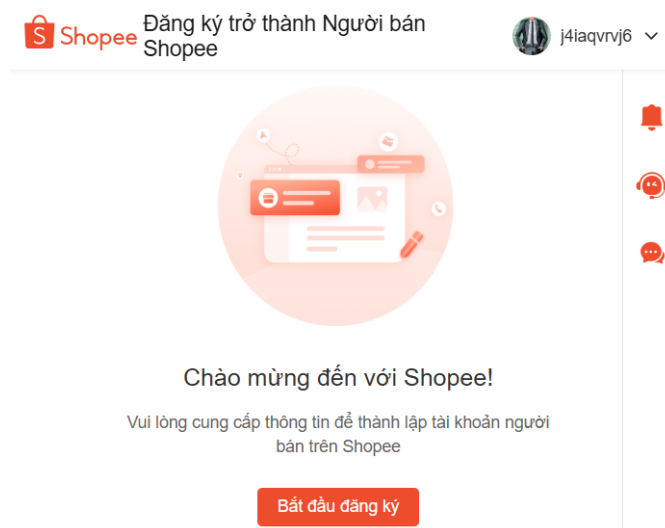 Shopee
Đăng ký trở thành Người bán
Shopee
j4iaqvrvj6
Chào mừng đến với Shopee!
Vui lòng cung cấp thông tin để thành lập tài khoản người
bán trên Shopee
Bắt đầu đăng ký